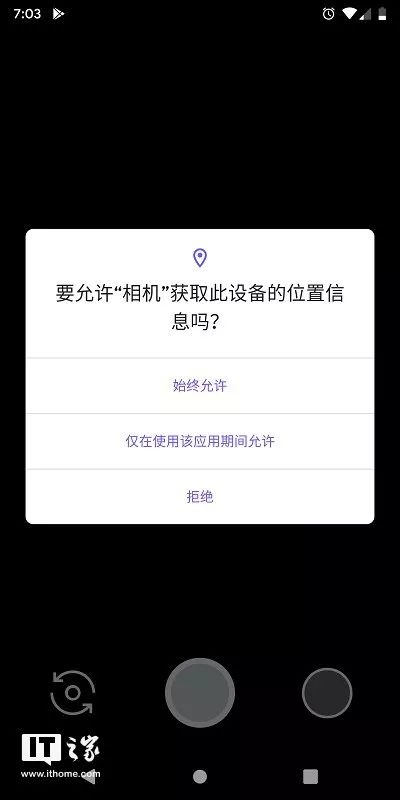 7:03
要允许“相机”获取此设备的位置信
息吗？
始终允许
仅在使用该应用期间允许
拒绝
IT之家
www.ithome.com